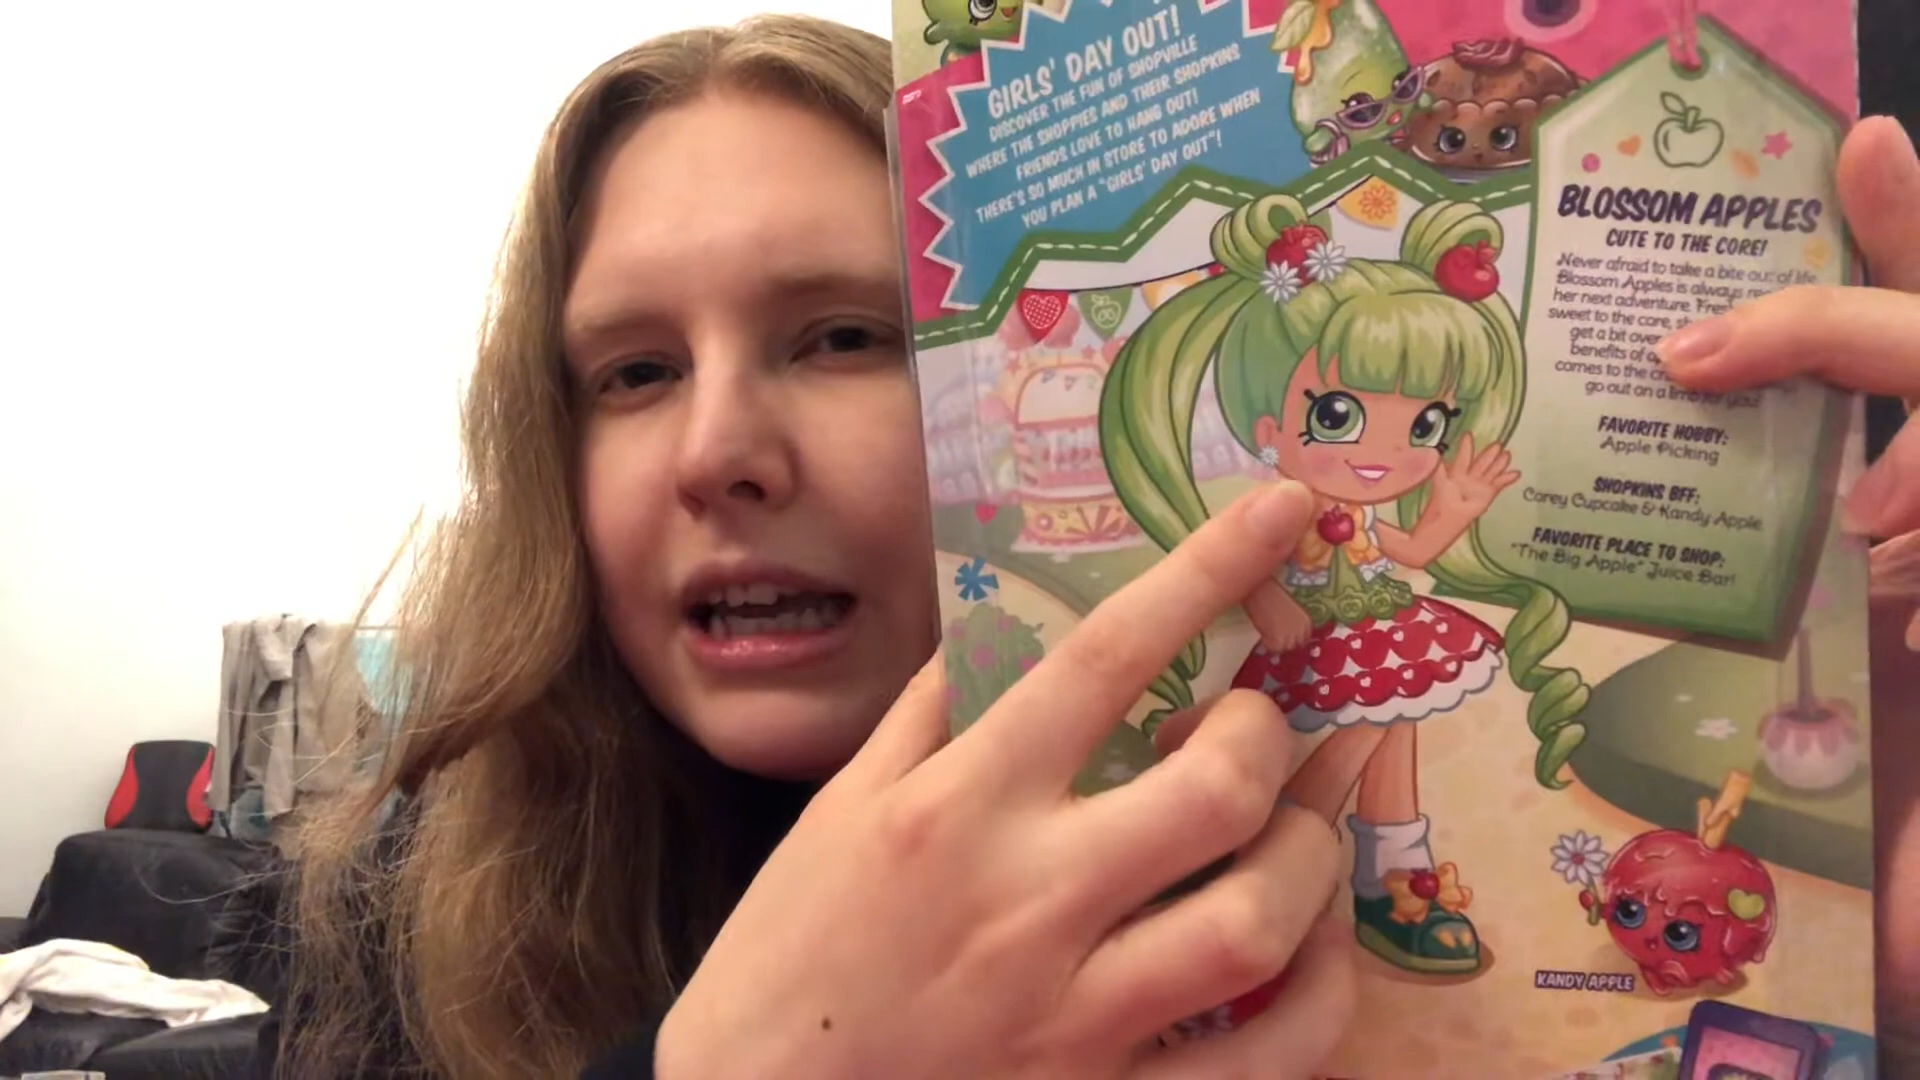 GIRLS' DAY OUT!
DISCOVER THE FUN OF SHOPVILLE
WHERE THE SHOPPIES AND THEIR SHOPKINS
FRIENDS LOVE TO HANG OUT!
THERE'S SO MUCH IN STORE TO ADORE WHEN
YOU PLAN A "GIRLS' DAY OUT"!
BLOSSOM APPLES
CUTE TO THE CORE!
Never afraid to take a bite out of life
Blossom Apples is always
her next adventure.
sweet to the core,
get a bit over
benefits of
comes to the
go out on a limb for you!
FAVORITE HOBBY:
Apple Picking
SHOPKINS BFF:
Corey Cupcake & Kandy Apple
FAVORITE PLACE TO SHOP:
"The Big Apple" Juice Bar!
KANDY APPLE